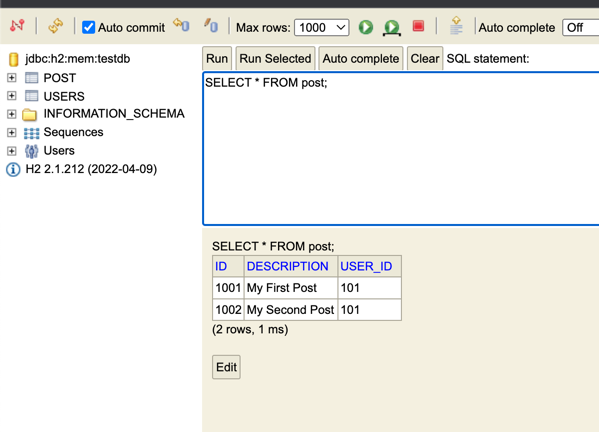 Auto commit Max rows: 1000 Auto complete Off
jdbc:h2:mem:testdb
POST
USERS
INFORMATION_SCHEMA
Sequences
Users
H2 2.1.212 (2022-04-09)
Run Run Selected Auto complete Clear SQL statement:
SELECT * FROM post;
SELECT * FROM post;
ID DESCRIPTION USER_ID
1001 My First Post 101
1002 My Second Post 101
(2 rows, 1 ms)
Edit